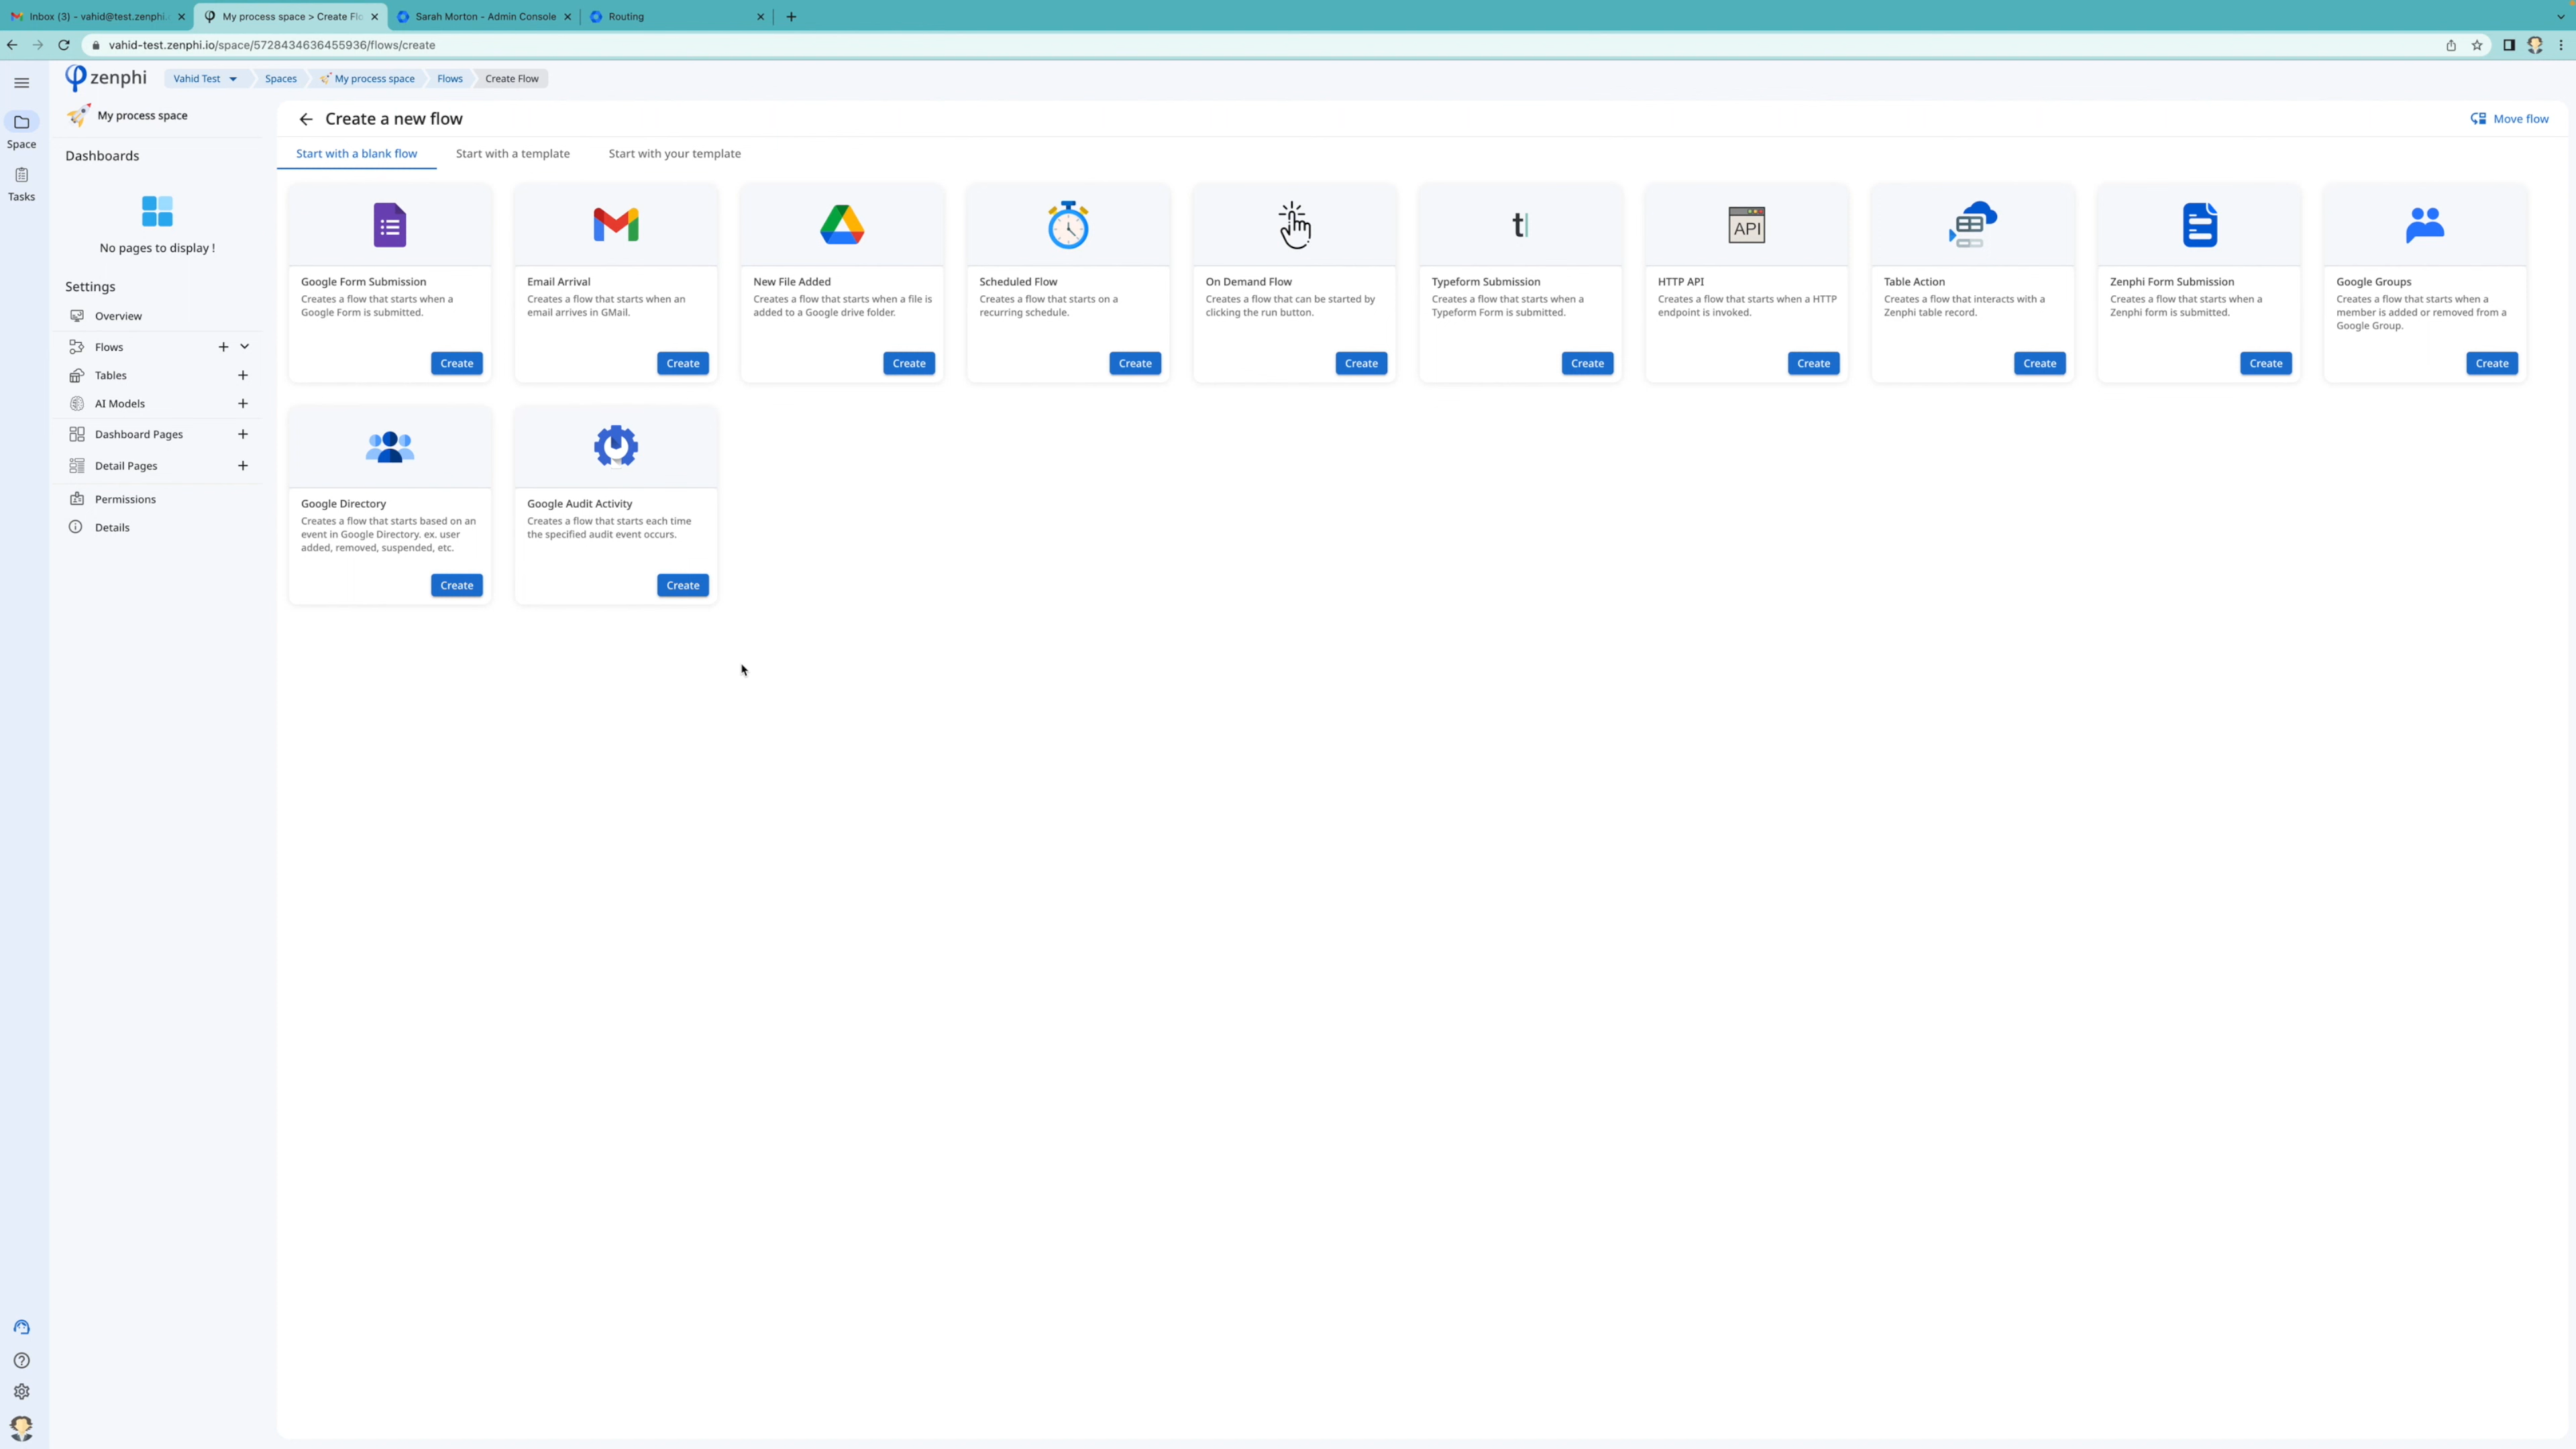 Inbox (3) - vahid@test.zenphi.
My process space > Create Flo
Sarah Morton - Admin Console
Routing
vahid-test.zenphi.io/space/5728434636455936/flows/create
zenphi
Vahid Test
Spaces
My process space
Flows
Create Flow
Space
Tasks
My process space
Dashboards
No pages to display !
Settings
Overview
Flows
Tables
AI Models
Dashboard Pages
Detail Pages
Permissions
Details
Create a new flow
Move flow
Start with a blank flow
Start with a template
Start with your template
Google Form Submission
Creates a flow that starts when a
Google Form is submitted.
Create
Email Arrival
Creates a flow that starts when an
email arrives in GMail.
Create
New File Added
Creates a flow that starts when a file is
added to a Google drive folder.
Create
Scheduled Flow
Creates a flow that starts on a
recurring schedule.
Create
On Demand Flow
Creates a flow that can be started by
clicking the run button.
Create
t
Typeform Submission
Creates a flow that starts when a
Typeform Form is submitted.
Create
API
HTTP API
Creates a flow that starts when a HTTP
endpoint is invoked.
Create
Table Action
Creates a flow that interacts with a
Zenphi table record.
Create
Zenphi Form Submission
Creates a flow that starts when a
Zenphi form is submitted.
Create
Google Groups
Creates a flow that starts when a
member is added or removed from a
Google Group.
Create
Google Directory
Creates a flow that starts based on an
event in Google Directory. ex. user
added, removed, suspended, etc.
Create
Google Audit Activity
Creates a flow that starts each time
the specified audit event occurs.
Create